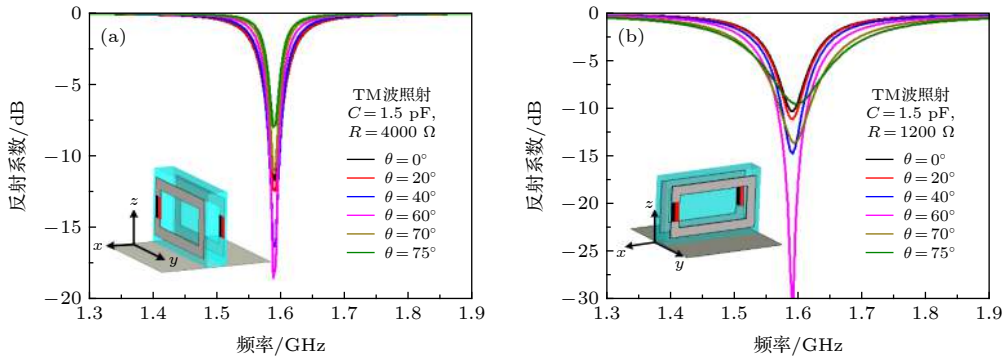 (a)
TM波照射
C = 1.5 pF,
R = 4000 Ω
θ = 0°
θ = 20°
θ = 40°
θ = 60°
θ = 70°
θ = 75°
z
x
y
0
−5
−10
−15
−20
反射系数/dB
1.3 1.4 1.5 1.6 1.7 1.8 1.9
频率/GHz
(b)
TM波照射
C = 1.5 pF,
R = 1200 Ω
θ = 0°
θ = 20°
θ = 40°
θ = 60°
θ = 70°
θ = 75°
z
x
y
0
−5
−10
−15
−20
−25
−30
反射系数/dB
1.3 1.4 1.5 1.6 1.7 1.8 1.9
频率/GHz